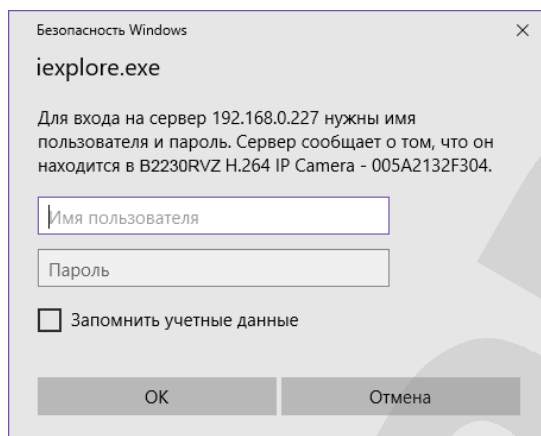 Безопасность Windows
iexplore.exe
Для входа на сервер 192.168.0.227 нужны имя
пользователя и пароль. Сервер сообщает о том, что он
находится в B2230RVZ H.264 IP Camera - 005A2132F304.
Имя пользователя
Пароль
Запомнить учетные данные
ОК
Отмена